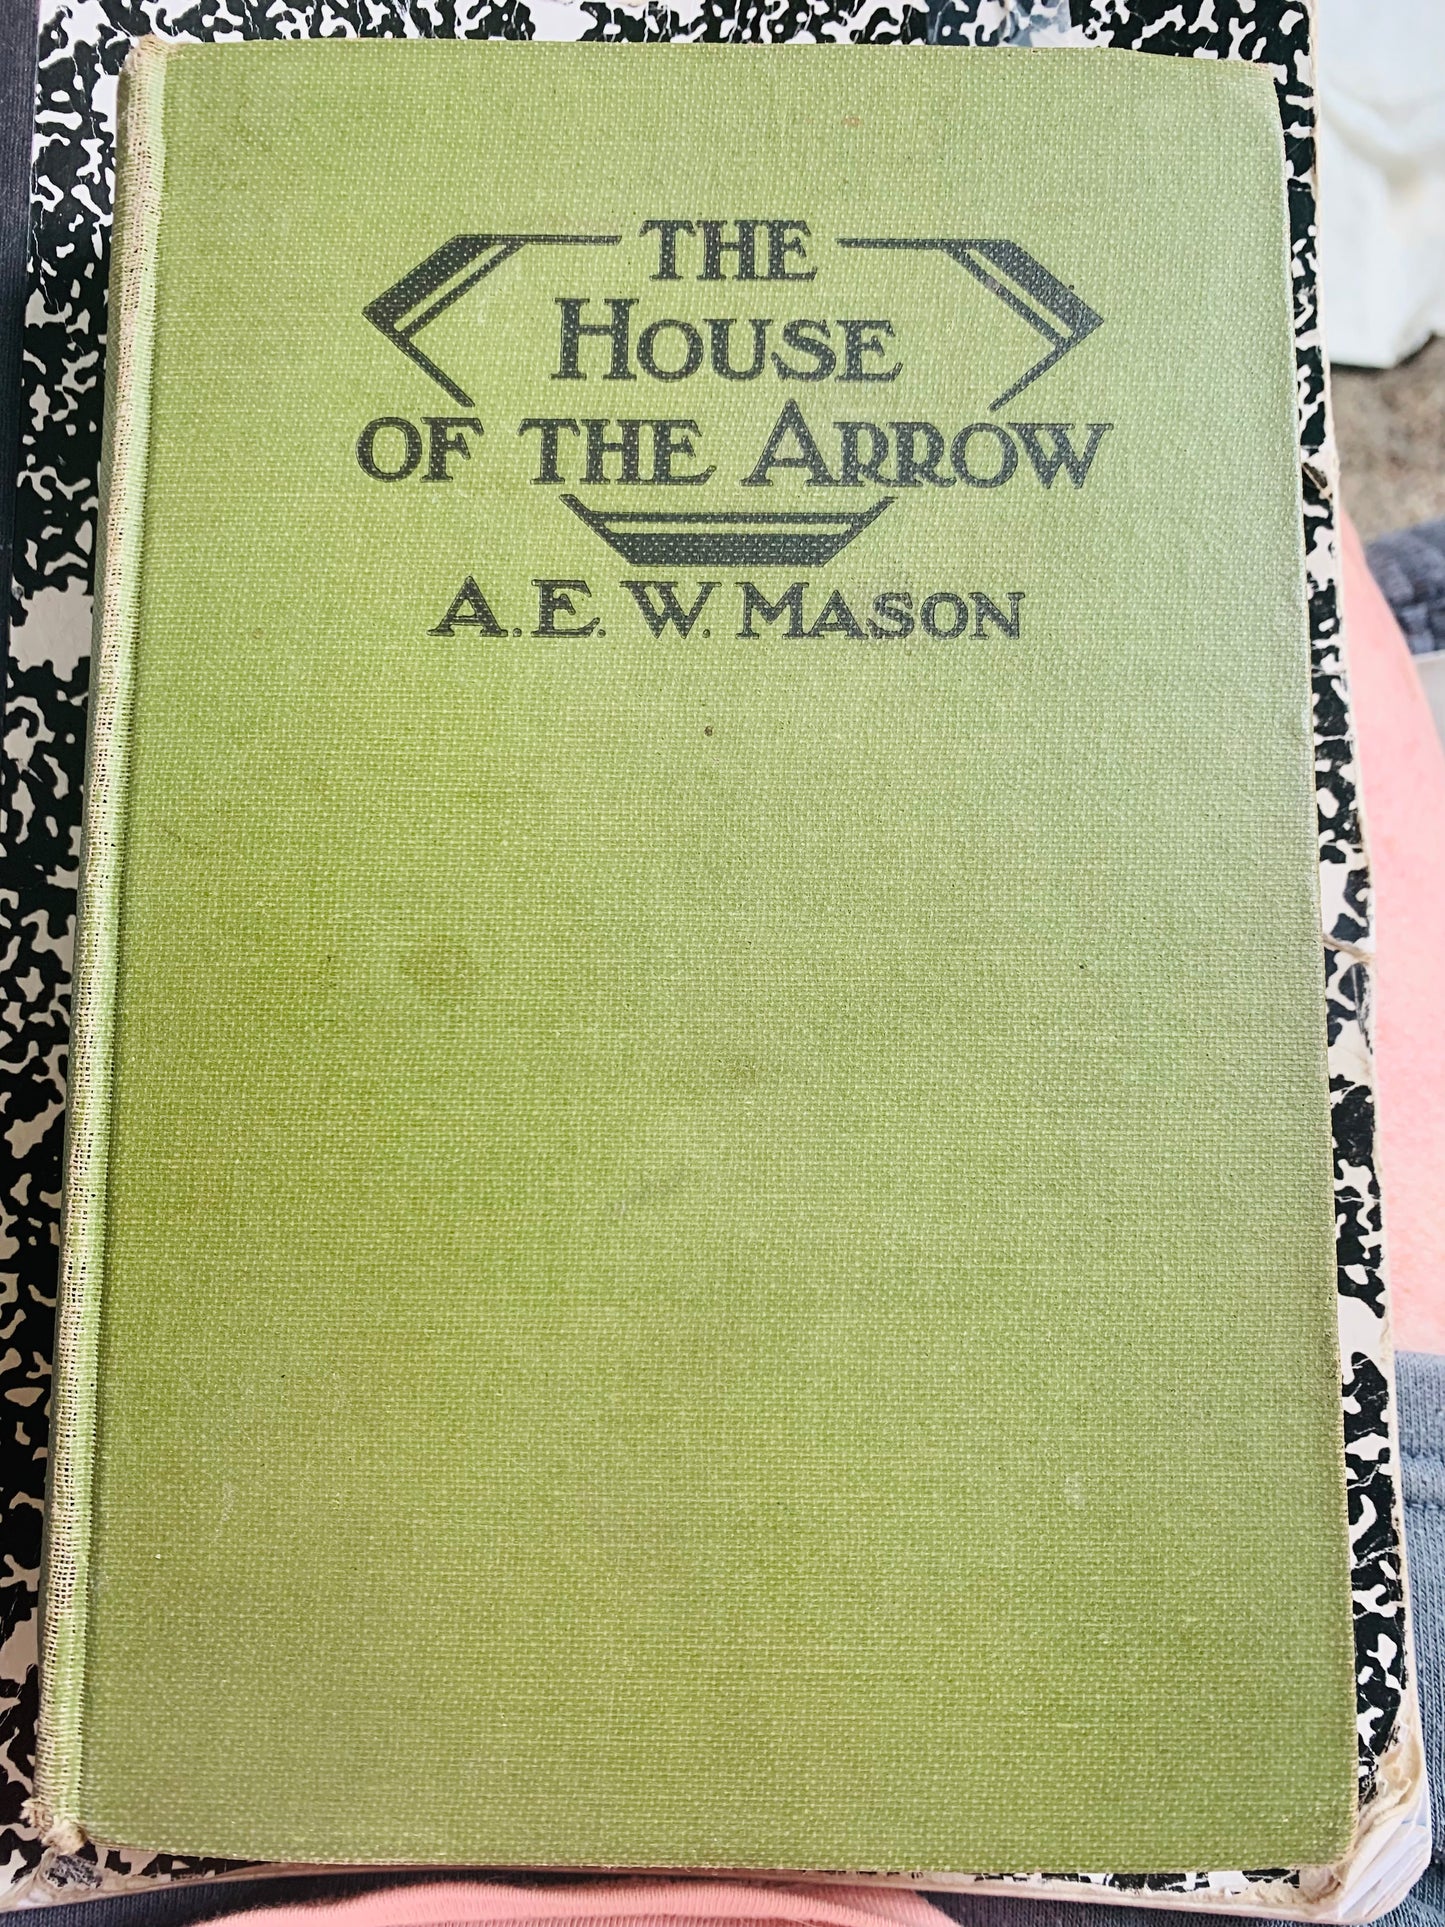 THE
HOUSE
OF THE ARROW
A. E. W. MASON